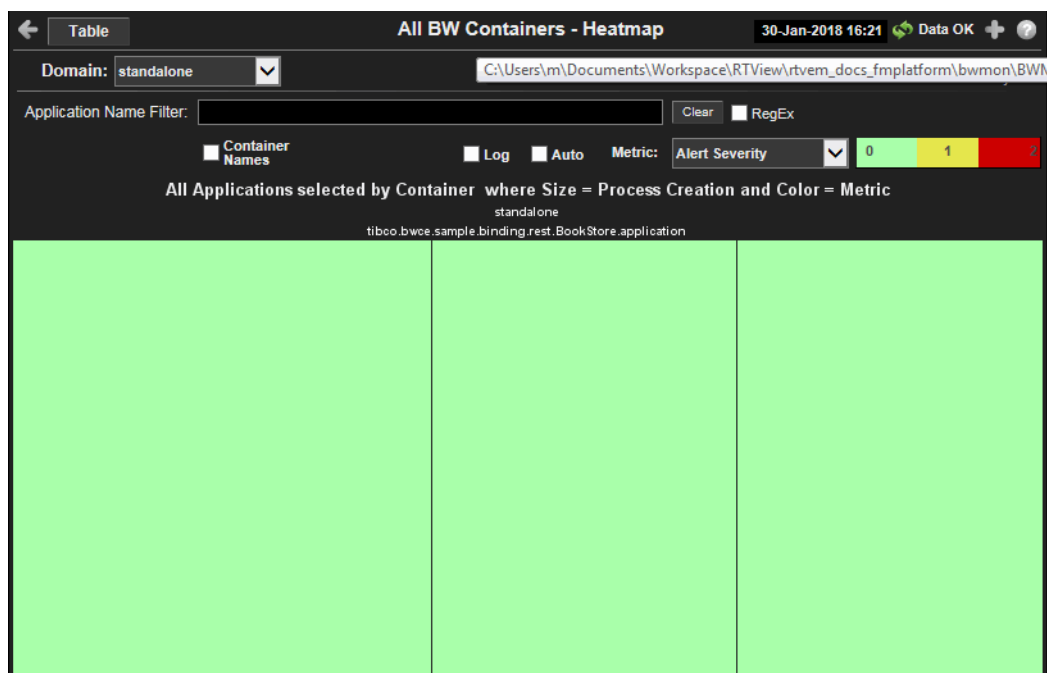 Table All BW Containers - Heatmap 30-Jan-2018 16:21 Data OK
Domain: standalone C:\Users\m\Documents\Workspace\RTView\rtvem_docs_fmplatform\bwmon\BWM
Application Name Filter: Clear RegEx
Container Names Log Auto Metric: Alert Severity 0 1 2
All Applications selected by Container where Size = Process Creation and Color = Metric
standalone
tibco.bwce.sample.binding.rest.BookStore.application